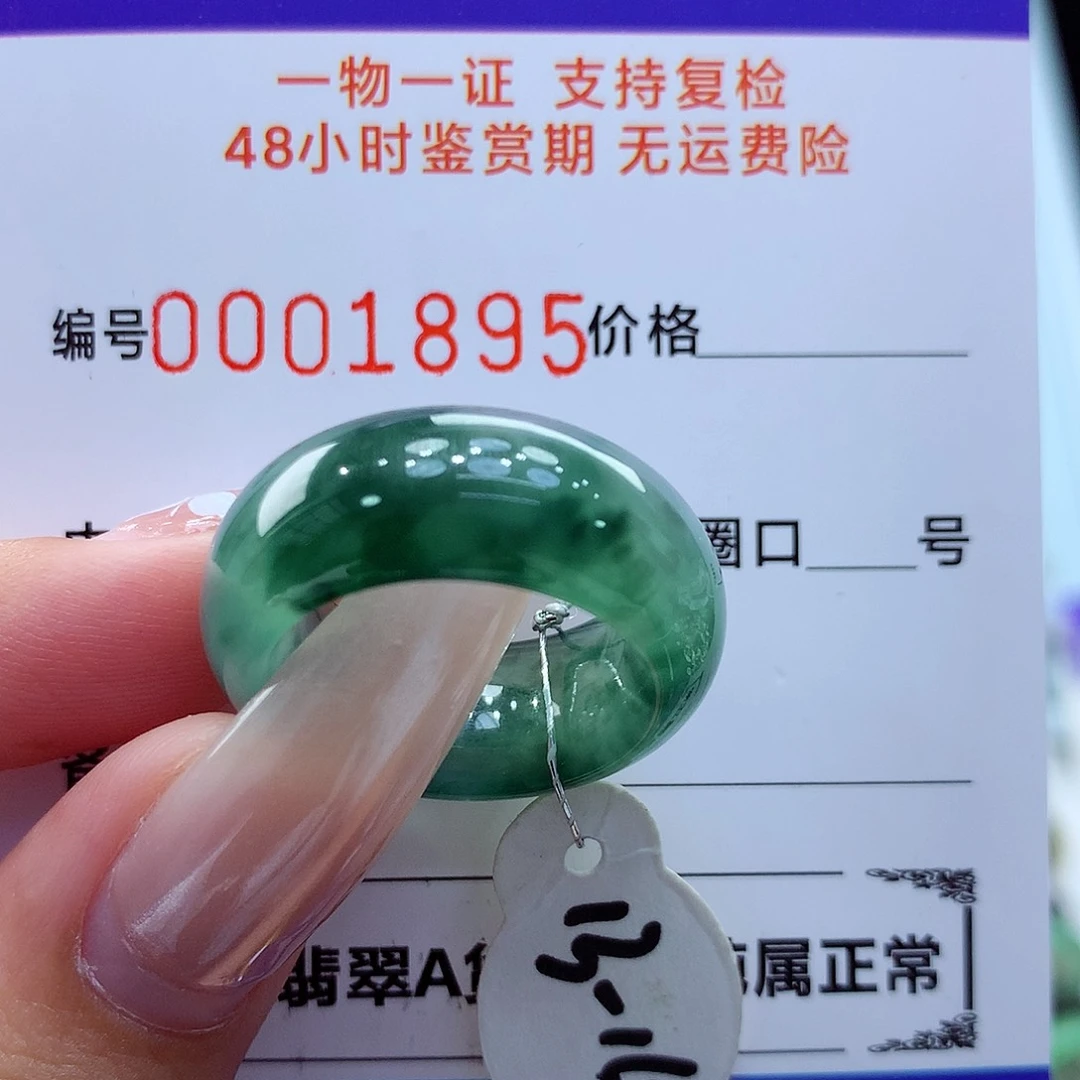 一物一证 支持复检
48小时鉴赏期 无运费险
编号0001895价格
圈口 号
翡翠A 属正常